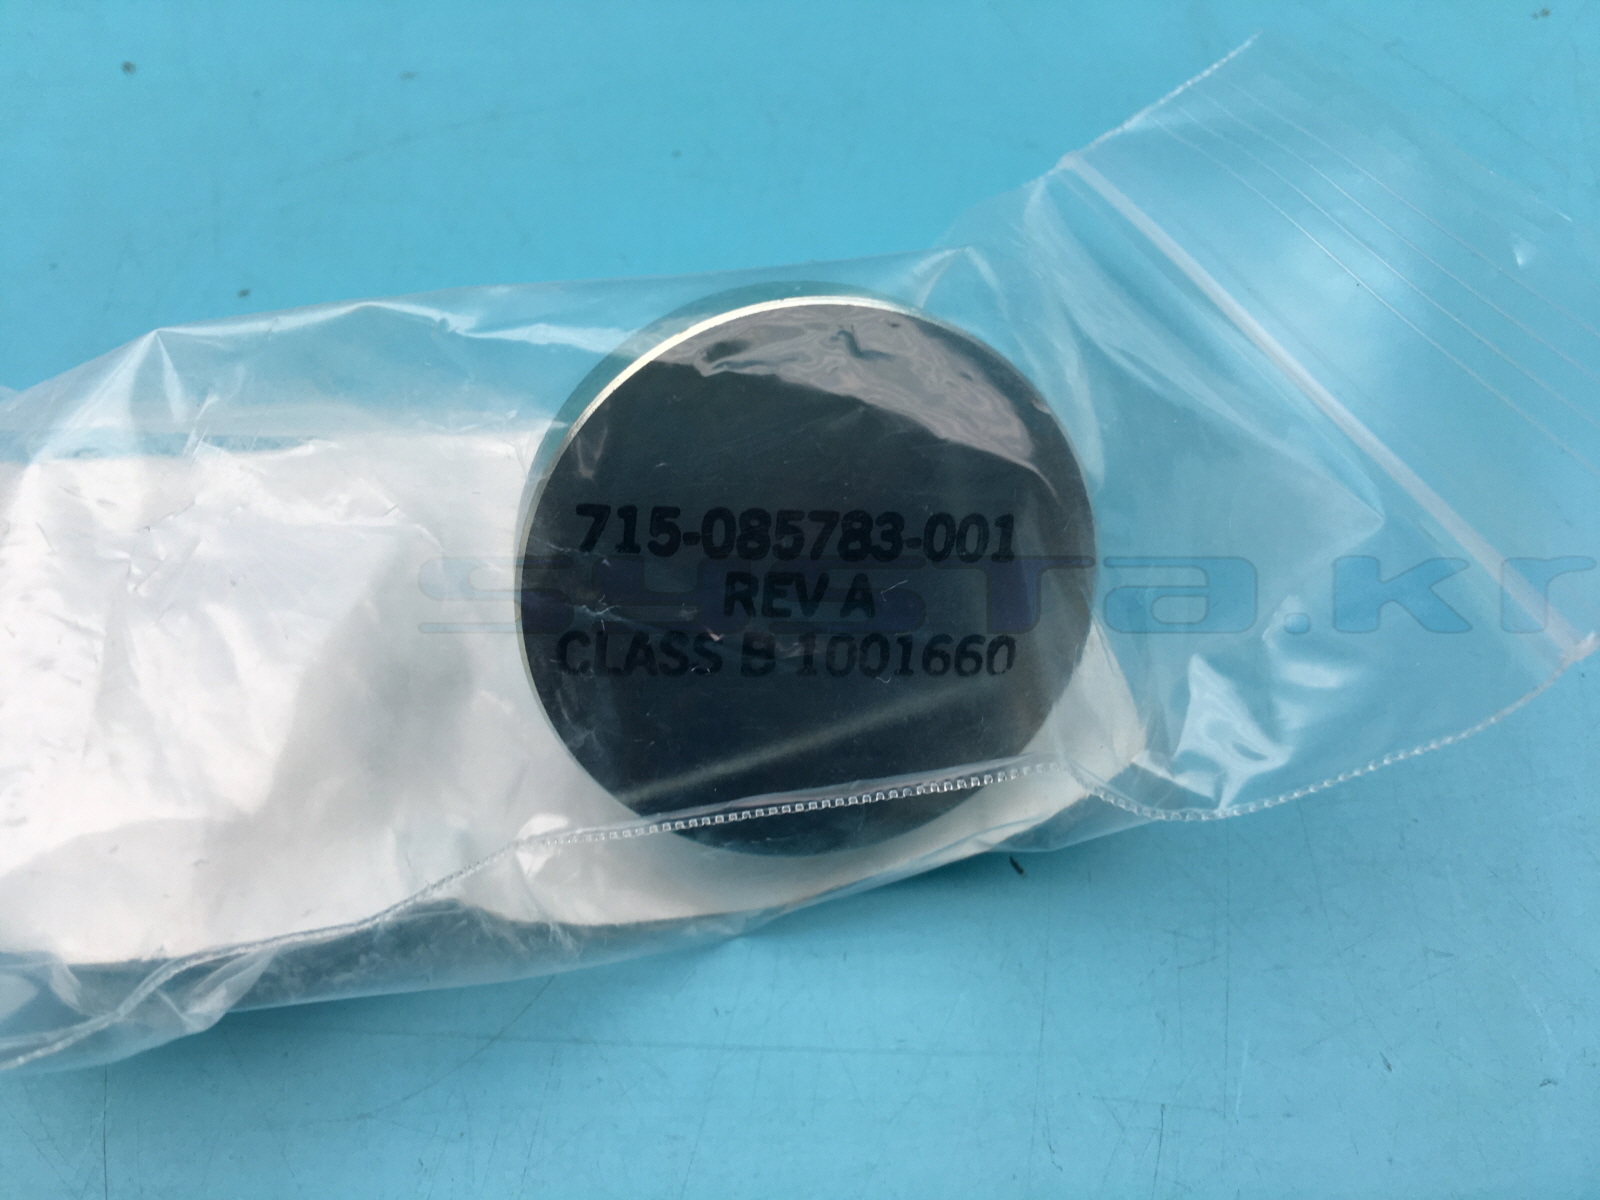 715-085783-001
REV A
systa.kr
CLASS B 1001660